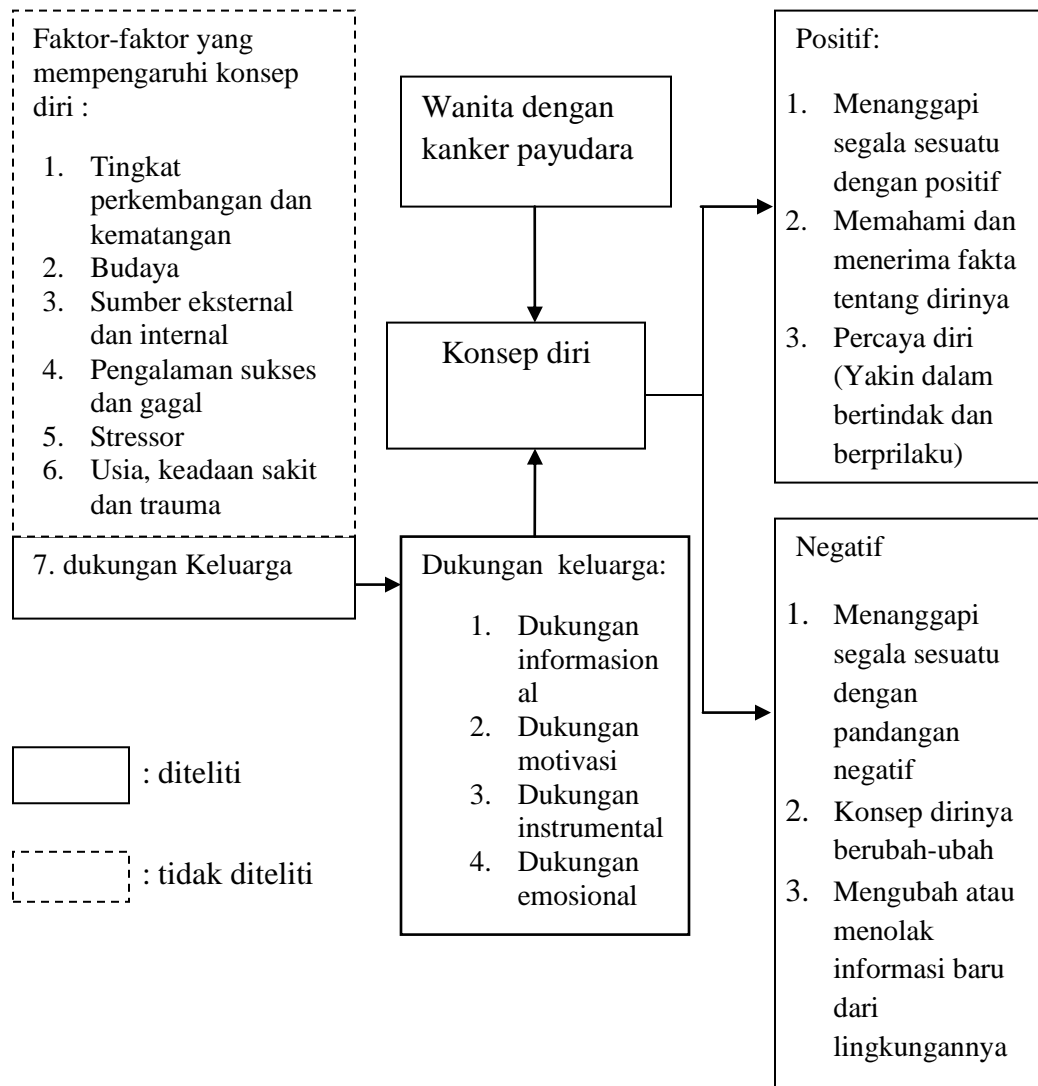 Faktor-faktor yang
mempengaruhi konsep
diri :
1. Tingkat
perkembangan dan
kematangan
2. Budaya
3. Sumber eksternal
dan internal
4. Pengalaman sukses
dan gagal
5. Stressor
6. Usia, keadaan sakit
dan trauma
7. dukungan Keluarga
Wanita dengan
kanker payudara
Konsep diri
Dukungan keluarga:
1. Dukungan
informasion
al
2. Dukungan
motivasi
3. Dukungan
instrumental
4. Dukungan
emosional
Positif:
1. Menanggapi
segala sesuatu
dengan positif
2. Memahami dan
menerima fakta
tentang dirinya
3. Percaya diri
(Yakin dalam
bertindak dan
berprilaku)
Negatif
1. Menanggapi
segala sesuatu
dengan
pandangan
negatif
2. Konsep dirinya
berubah-ubah
3. Mengubah atau
menolak
informasi baru
dari
lingkungannya
: diteliti
: tidak diteliti